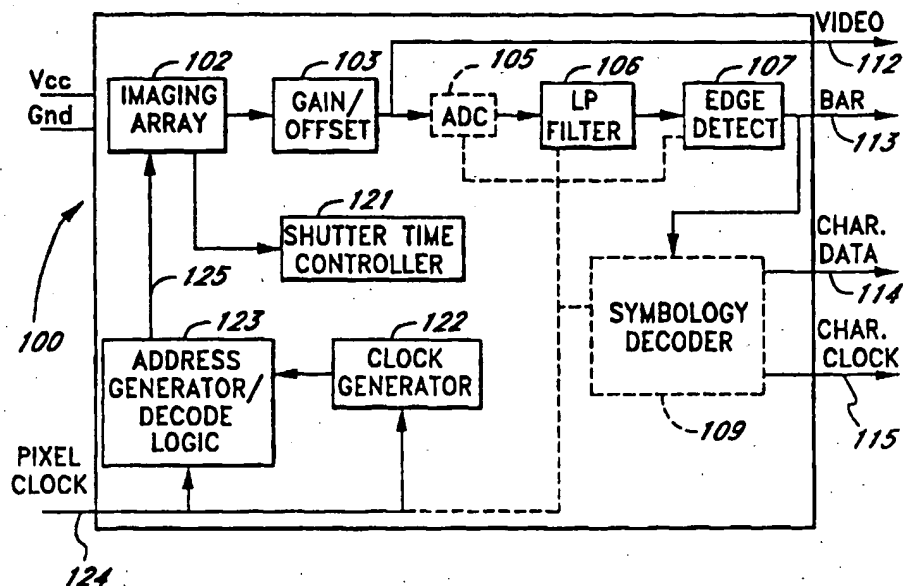 VIDEO
112
102
103
105
106
107
Vcc
Gnd
IMAGING
ARRAY
GAIN/
OFFSET
ADC
LP
FILTER
EDGE
DETECT
BAR
113
121
SHUTTER TIME
CONTROLLER
CHAR.
DATA
114
125
100
123
122
SYMBOLOGY
DECODER
ADDRESS
GENERATOR/
DECODE
LOGIC
CLOCK
GENERATOR
CHAR.
CLOCK
115
109
PIXEL
CLOCK
124